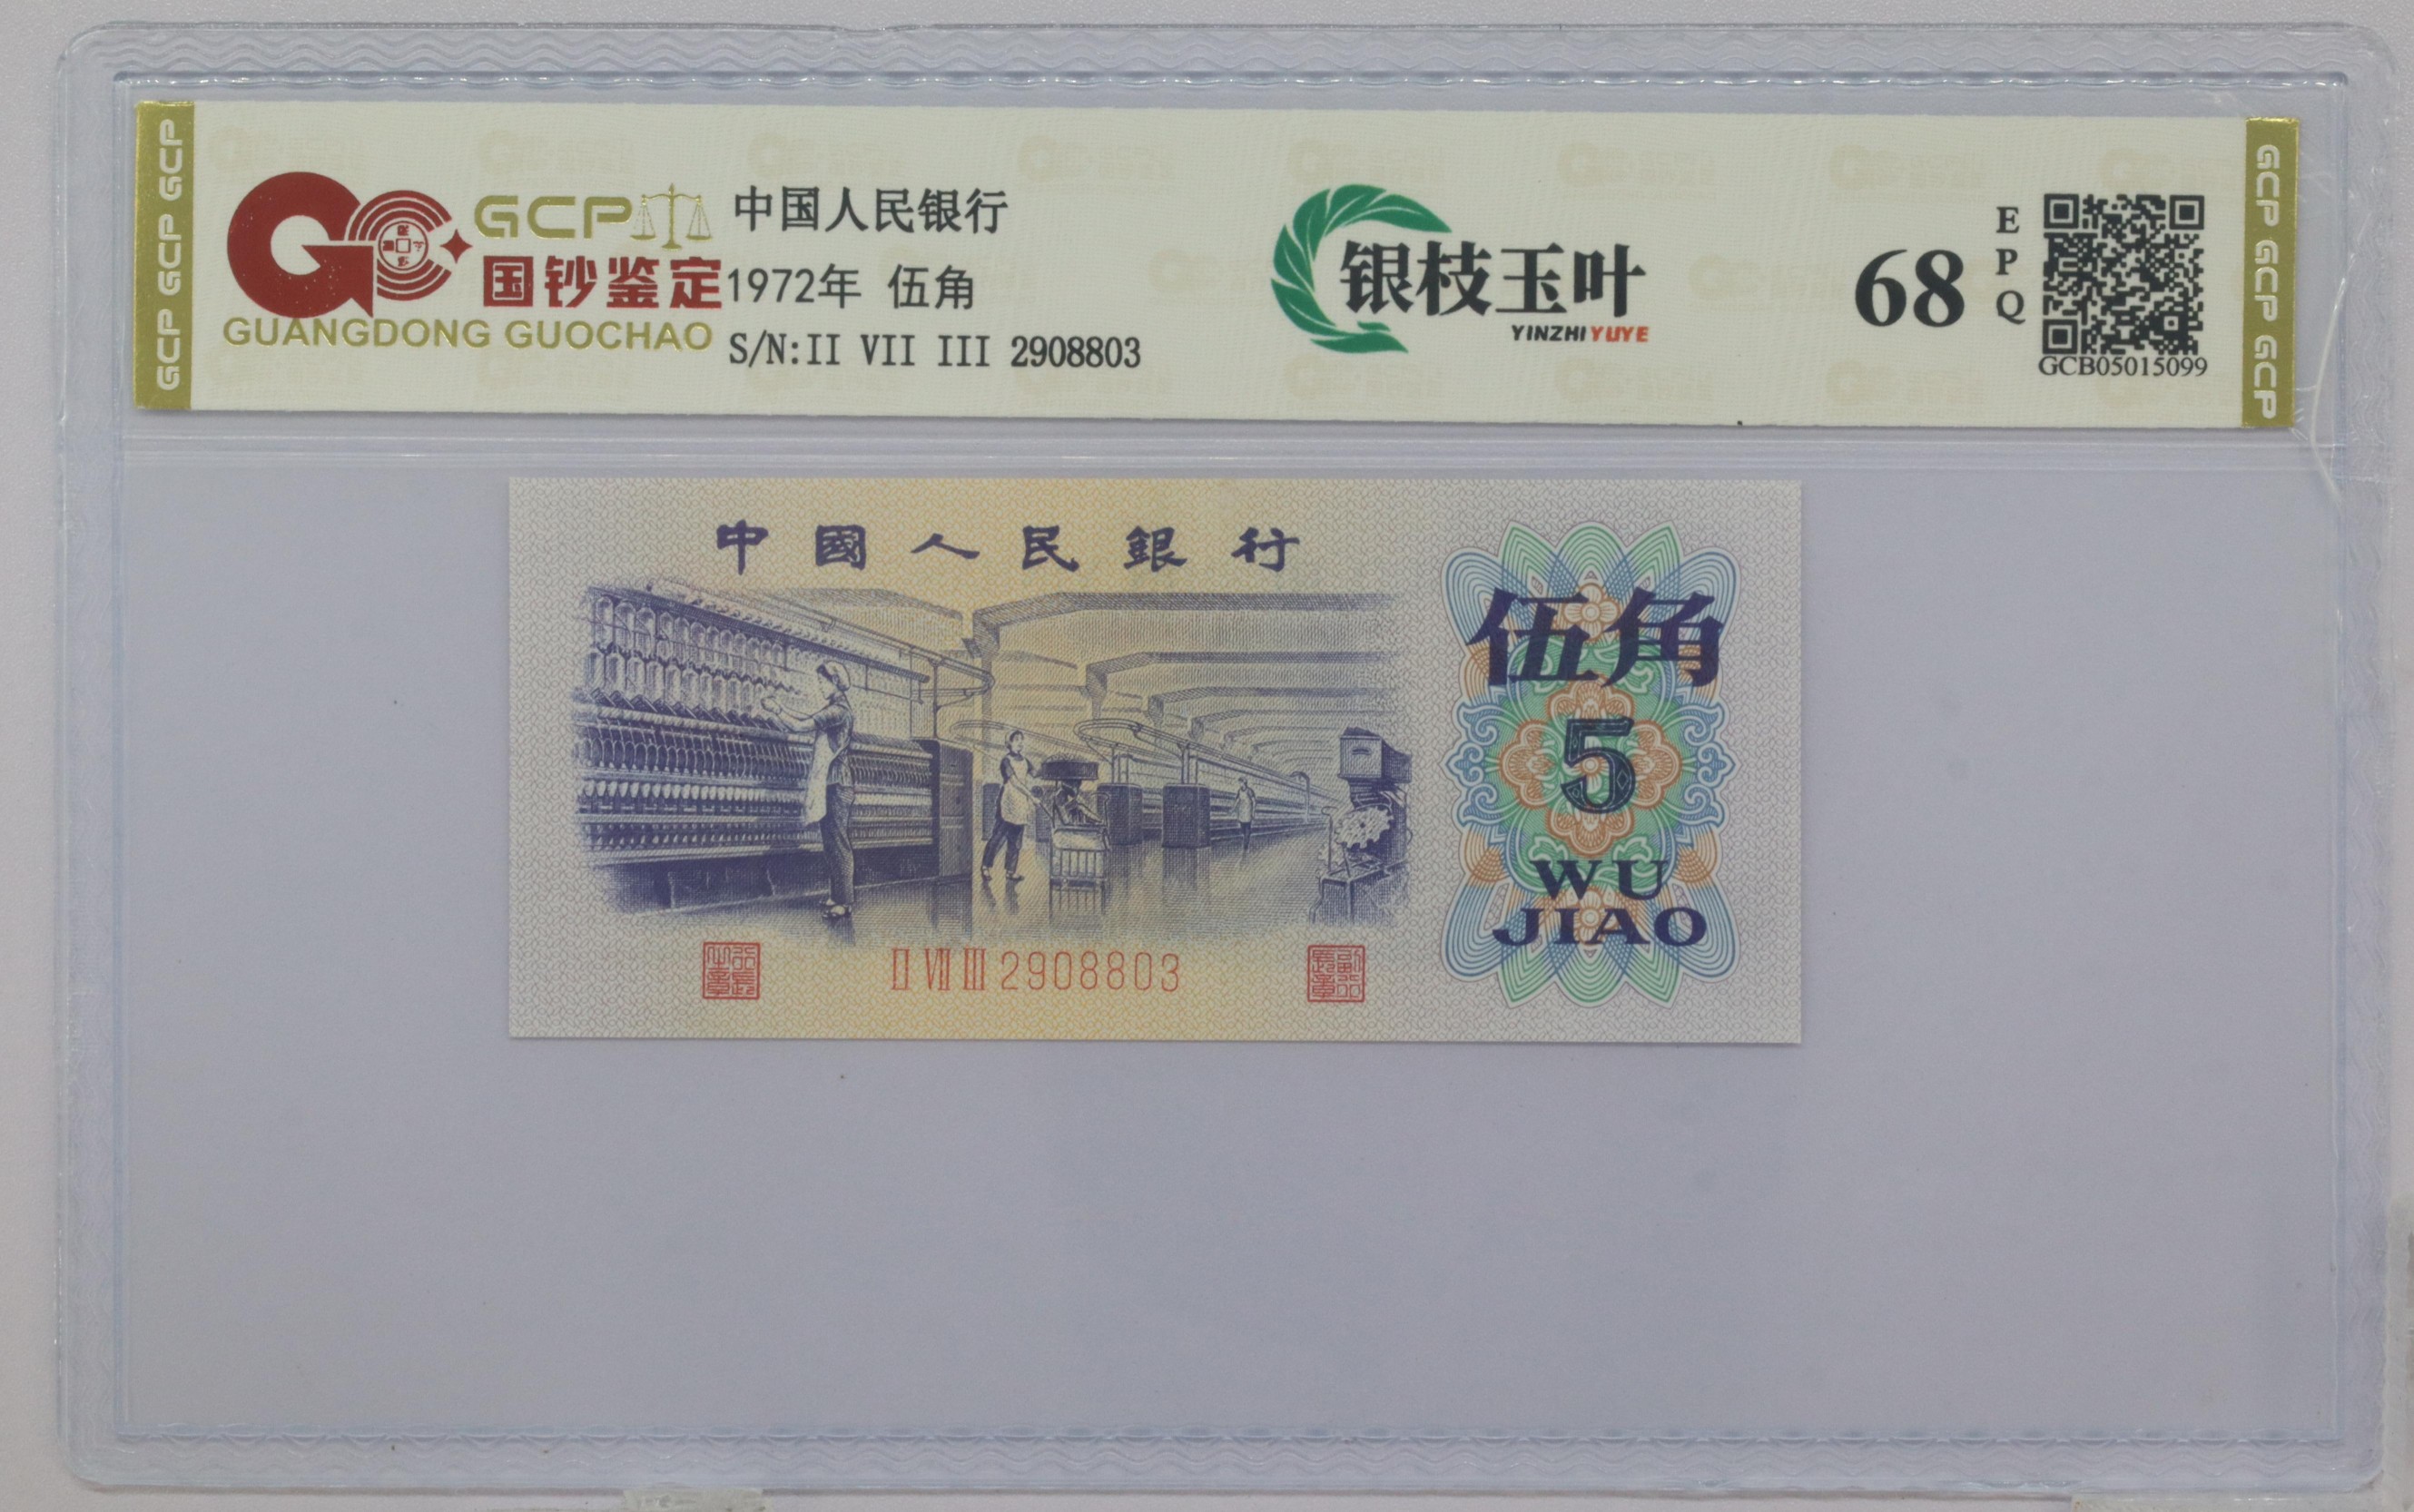 GCP GCP GCP
GCP
国钞鉴定
GUANGDONG GUOCHAO
中国人民银行
1972年 伍角
S/N:II VII III 2908803
银枝玉叶
YINZHIYUYE
68
EPQ
GCB05015099
GCP GCP GCP
中國人民銀行
伍角
5
WU
JIAO
II VII III 2908803